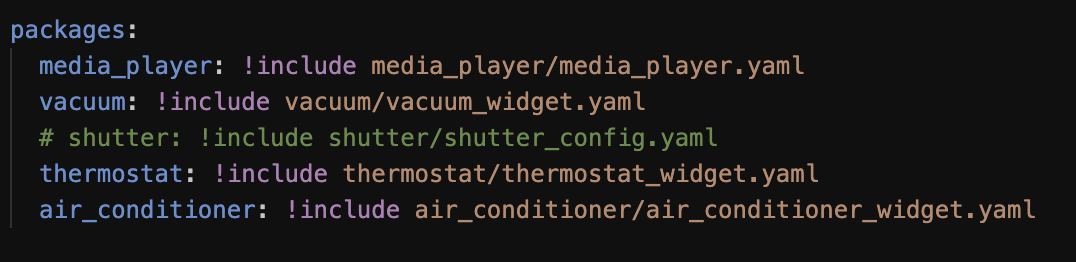 packages:
  media_player: !include media_player/media_player.yaml
  vacuum: !include vacuum/vacuum_widget.yaml
  # shutter: !include shutter/shutter_config.yaml
  thermostat: !include thermostat/thermostat_widget.yaml
  air_conditioner: !include air_conditioner/air_conditioner_widget.yaml